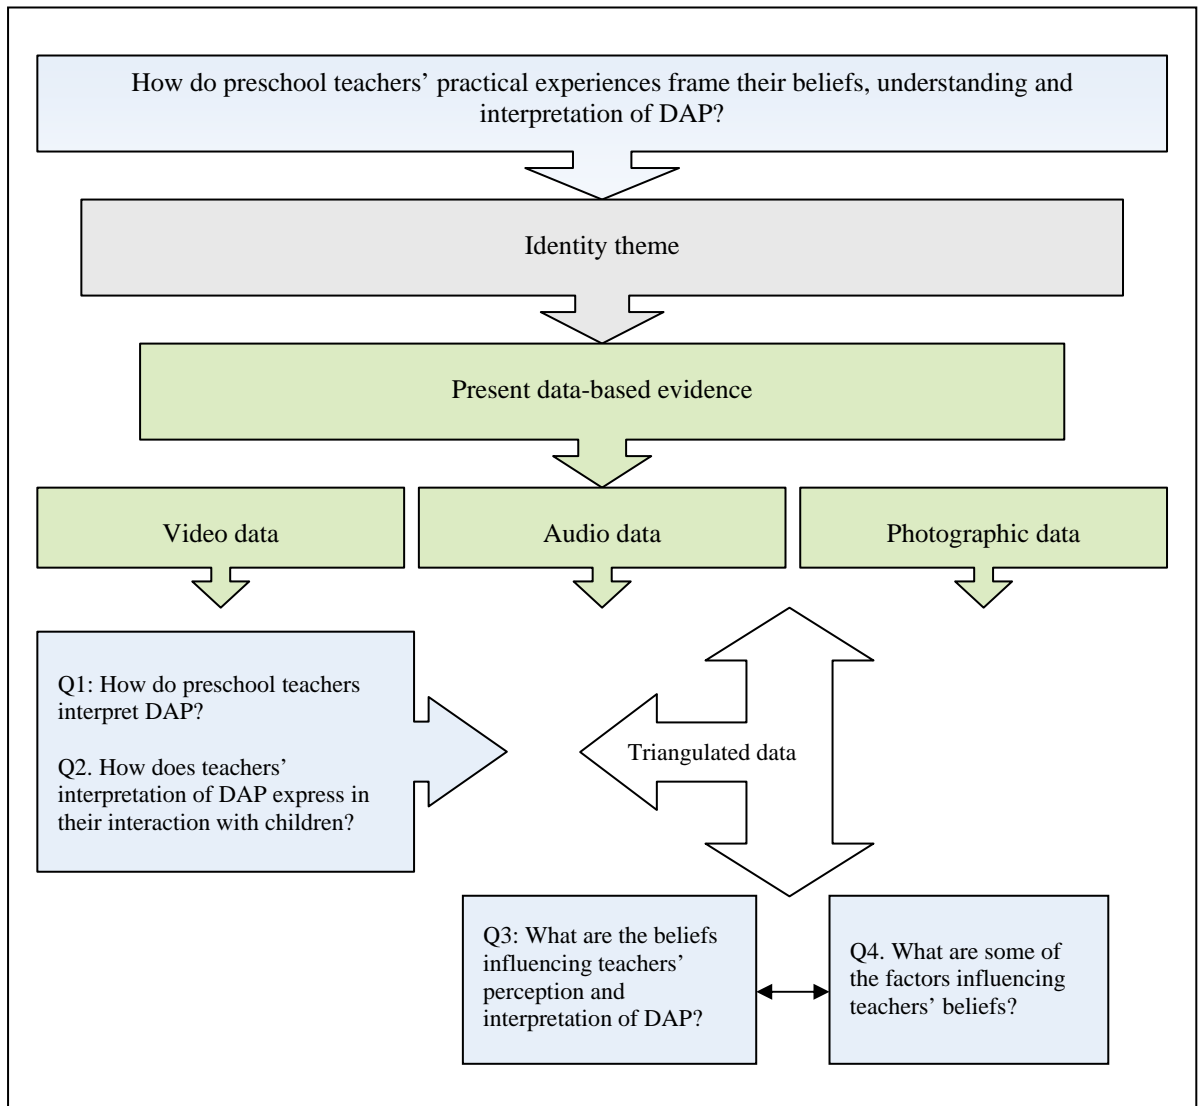 How do preschool teachers’ practical experiences frame their beliefs, understanding and
interpretation of DAP?
Identity theme
Present data-based evidence
Video data
Audio data
Photographic data
Q1: How do preschool teachers
interpret DAP?
Q2. How does teachers’
interpretation of DAP express in
their interaction with children?
Triangulated data
Q3: What are the beliefs
influencing teachers’
perception and
interpretation of DAP?
Q4. What are some of
the factors influencing
teachers’ beliefs?